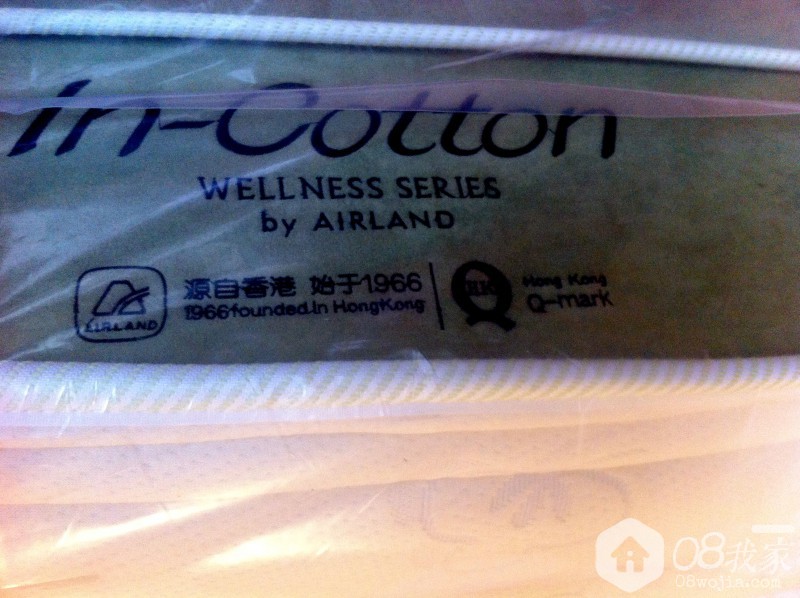 In-Cotton
WELLNESS SERIES
by AIRLAND
AIRLAND
源自香港 始于1966
1966founded.In HongKong
HK
Hong Kong
Q-mark
08我家
08wojia.com